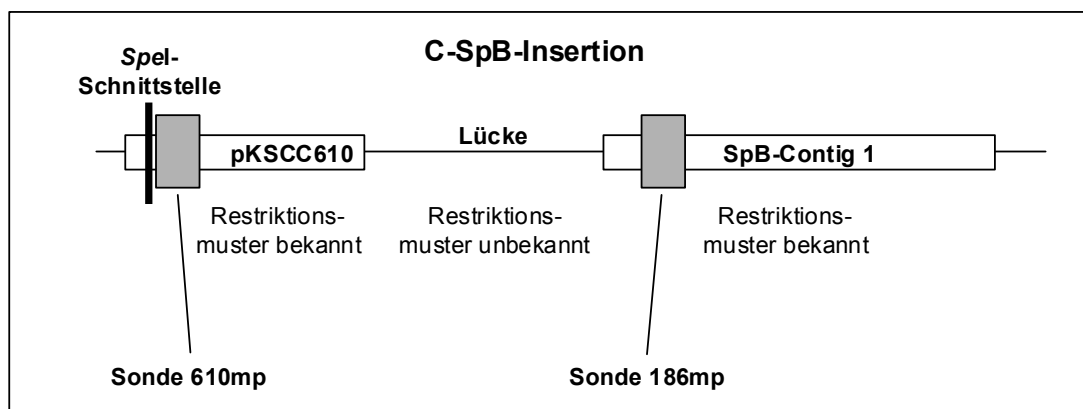 C-SpB-Insertion
SpeI-
Schnittstelle
Lücke
pKSCC610
SpB-Contig 1
Restriktions-
muster bekannt
Restriktions-
muster unbekannt
Restriktions-
muster bekannt
Sonde 610mp
Sonde 186mp